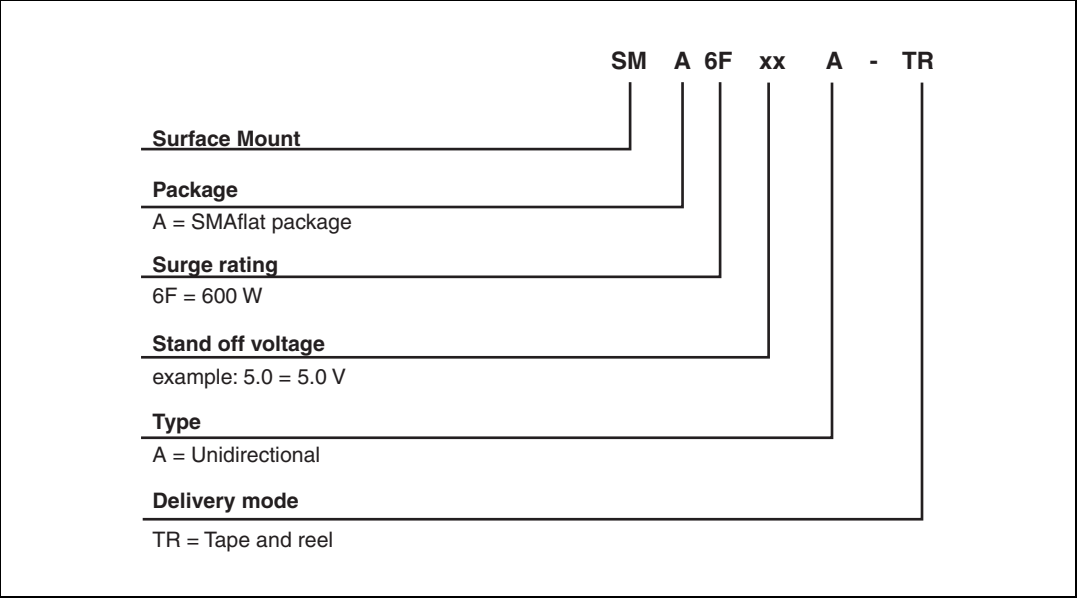 SM A 6F xx A - TR
Surface Mount
Package
A = SMAflat package
Surge rating
6F = 600 W
Stand off voltage
example: 5.0 = 5.0 V
Type
A = Unidirectional
Delivery mode
TR = Tape and reel